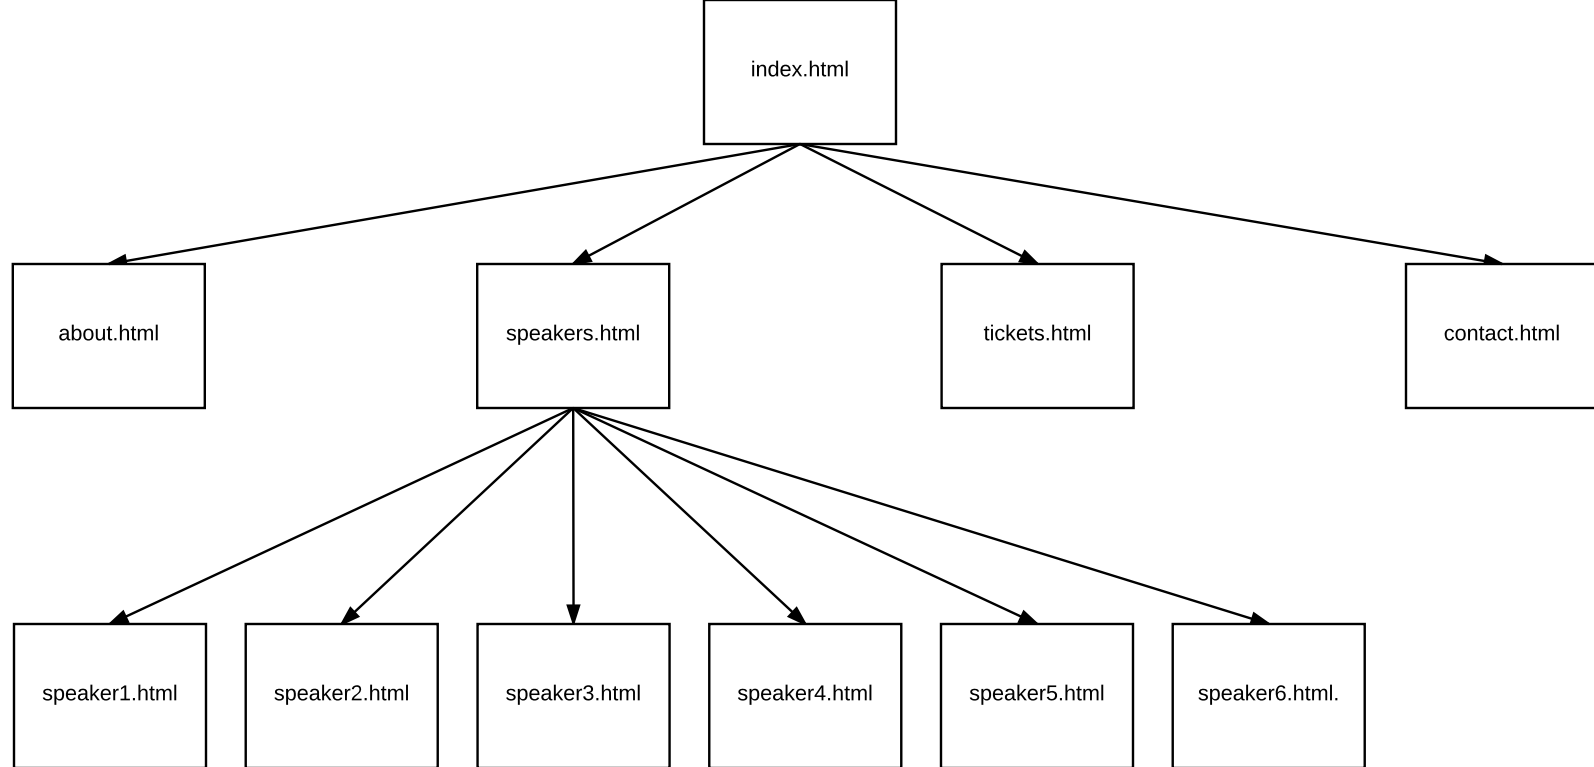 index.html
about.html
speakers.html
tickets.html
contact.html
speaker1.html
speaker2.html
speaker3.html
speaker4.html
speaker5.html
speaker6.html.